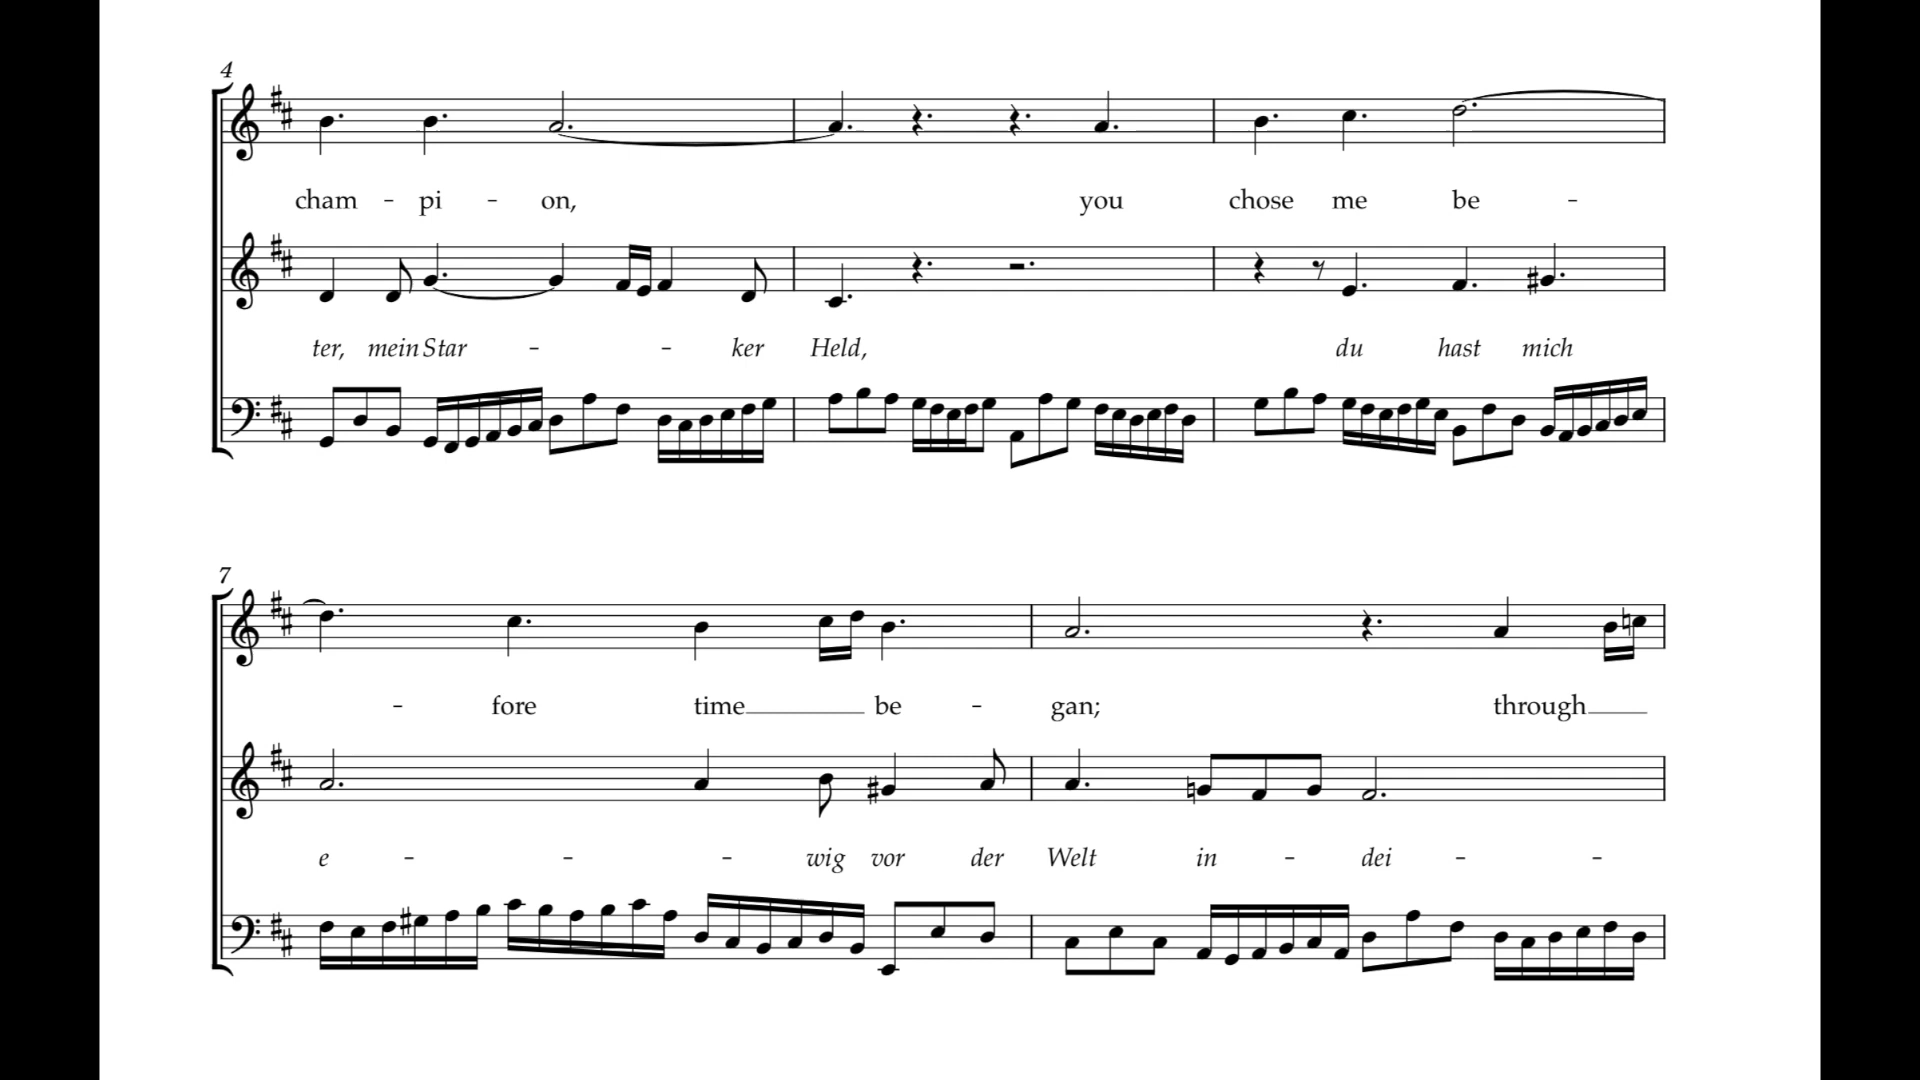 4
cham - pi - on, you chose me be -
ter, mein Star - - ker Held, du hast mich
7
- fore time be - gan; through
e - - - wig vor der Welt in - dei - -